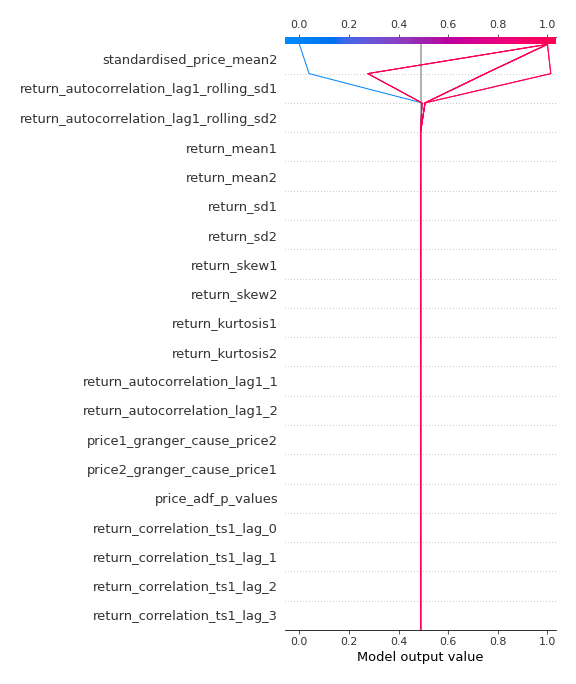 0.0 0.2 0.4 0.6 0.8 1.0
standardised_price_mean2
return_autocorrelation_lag1_rolling_sd1
return_autocorrelation_lag1_rolling_sd2
return_mean1
return_mean2
return_sd1
return_sd2
return_skew1
return_skew2
return_kurtosis1
return_kurtosis2
return_autocorrelation_lag1_1
return_autocorrelation_lag1_2
price1_granger_cause_price2
price2_granger_cause_price1
price_adf_p_values
return_correlation_ts1_lag_0
return_correlation_ts1_lag_1
return_correlation_ts1_lag_2
return_correlation_ts1_lag_3
0.0 0.2 0.4 0.6 0.8 1.0
Model output value